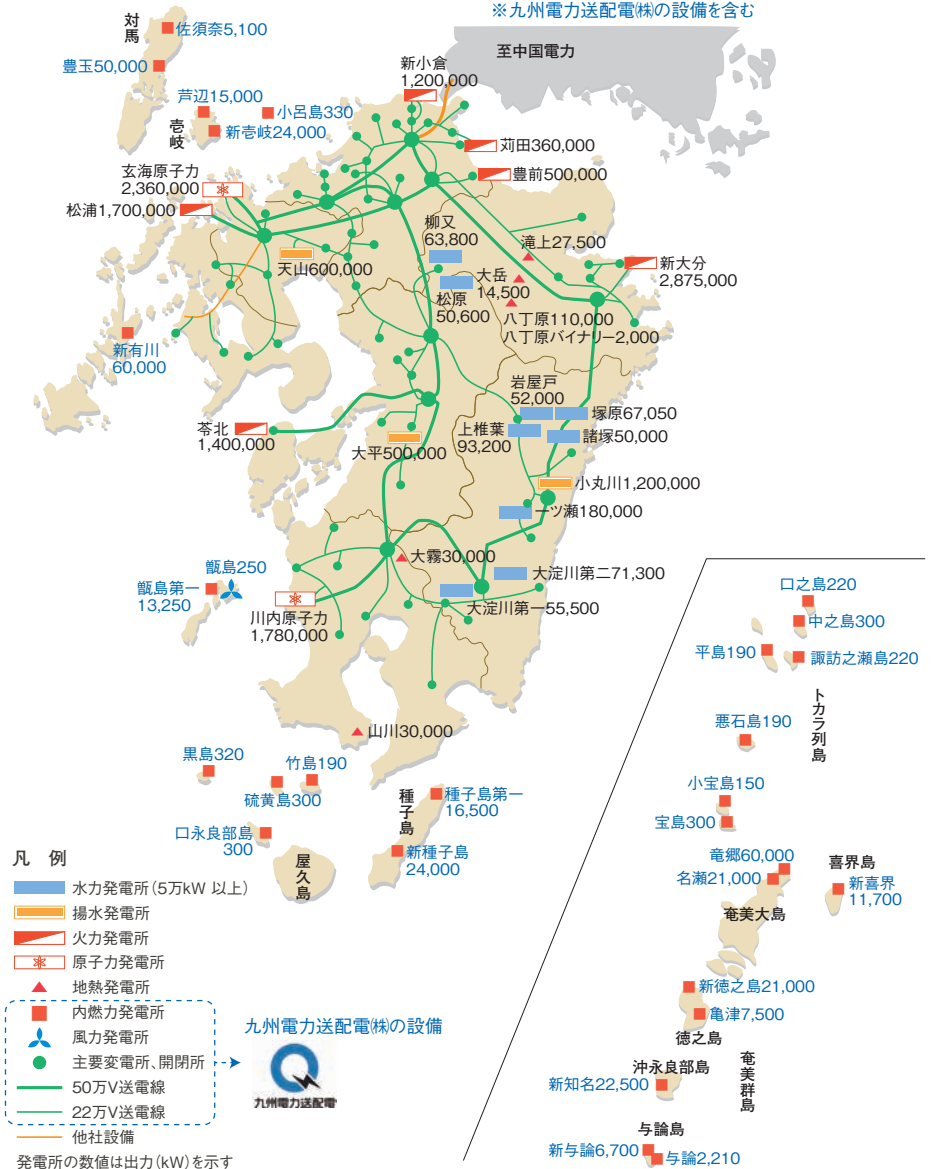 ※九州電力送配電(株)の設備を含む
対馬
佐須奈5,100
豊玉50,000
芦辺15,000
小呂島330
壱岐
新壱岐24,000
至中国電力
新小倉
1,200,000
苅田360,000
豊前500,000
玄海原子力
2,360,000
松浦1,700,000
天山600,000
柳又
63,800
滝上27,500
大岳
14,500
松原
50,600
八丁原110,000
八丁原バイナリー2,000
新大分
2,875,000
新有川
60,000
岩屋戸
52,000
塚原67,050
上椎葉
93,200
諸塚50,000
苓北
1,400,000
大平500,000
小丸川1,200,000
一ツ瀬180,000
大霧30,000
大淀川第二71,300
大淀川第一55,500
甑島250
甑島第一
13,250
川内原子力
1,780,000
山川30,000
黒島320
竹島190
硫黄島300
口永良部島
300
種子島
種子島第一
16,500
新種子島
24,000
屋久島
口之島220
中之島300
平島190
諏訪之瀬島220
トカラ列島
悪石島190
小宝島150
宝島300
竜郷60,000
名瀬21,000
喜界島
新喜界
11,700
奄美大島
新徳之島21,000
亀津7,500
徳之島
奄美群島
沖永良部島
新知名22,500
与論島
新与論6,700
与論2,210
凡 例
水力発電所(5万kW 以上)
揚水発電所
火力発電所
原子力発電所
地熱発電所
内燃力発電所
風力発電所
主要変電所、開閉所
50万V送電線
22万V送電線
他社設備
発電所の数値は出力(kW)を示す
九州電力送配電(株)の設備
九州電力送配電